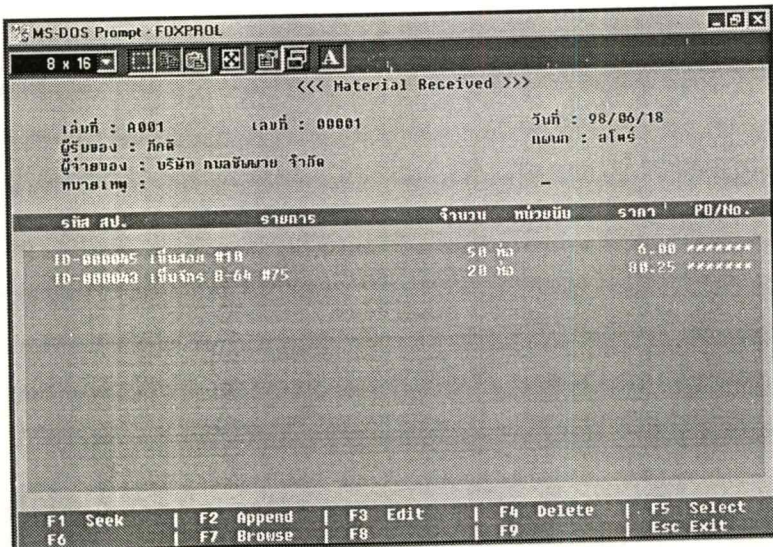 MS-DOS Prompt - FOXPROL
8 x 16
<<< Material Received >>>
เล่มที่ : A001 เลขที่ : 00001 วันที่ : 98/06/18
ผู้รับของ : ภักดี แผนก : สโตร์
ผู้จ่ายของ : บริษัท กมลซัพพาย จำกัด
หมายเหตุ :
รหัส สป. รายการ จำนวน หน่วยนับ ราคา PO/No.
ID-000045 เข็มสอย #10 50 ห่อ 6.00 *******
ID-000043 เข็มจักร B-64 #75 20 ห่อ 80.25 *******
F1 Seek | F2 Append | F3 Edit | F4 Delete | F5 Select
F6 | F7 Browse | F8 | F9 | Esc Exit